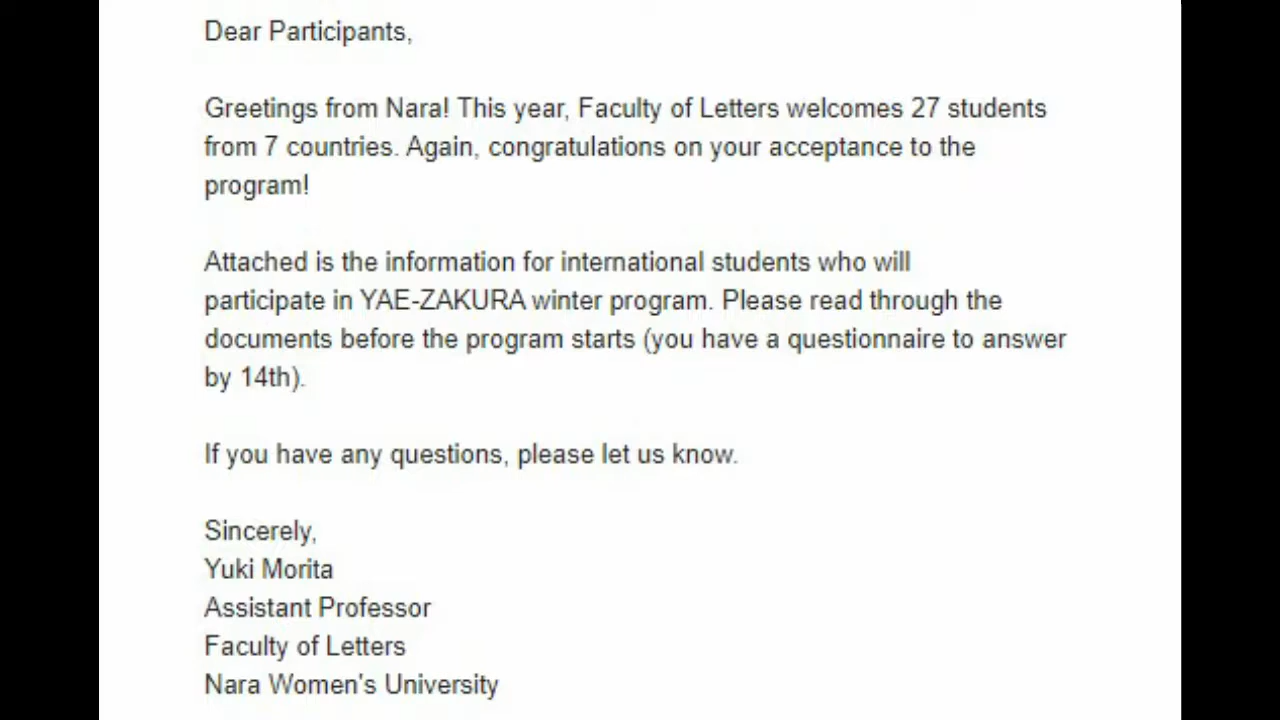 Dear Participants,
Greetings from Nara! This year, Faculty of Letters welcomes 27 students
from 7 countries. Again, congratulations on your acceptance to the
program!
Attached is the information for international students who will
participate in YAE-ZAKURA winter program. Please read through the
documents before the program starts (you have a questionnaire to answer
by 14th).
If you have any questions, please let us know.
Sincerely,
Yuki Morita
Assistant Professor
Faculty of Letters
Nara Women's University